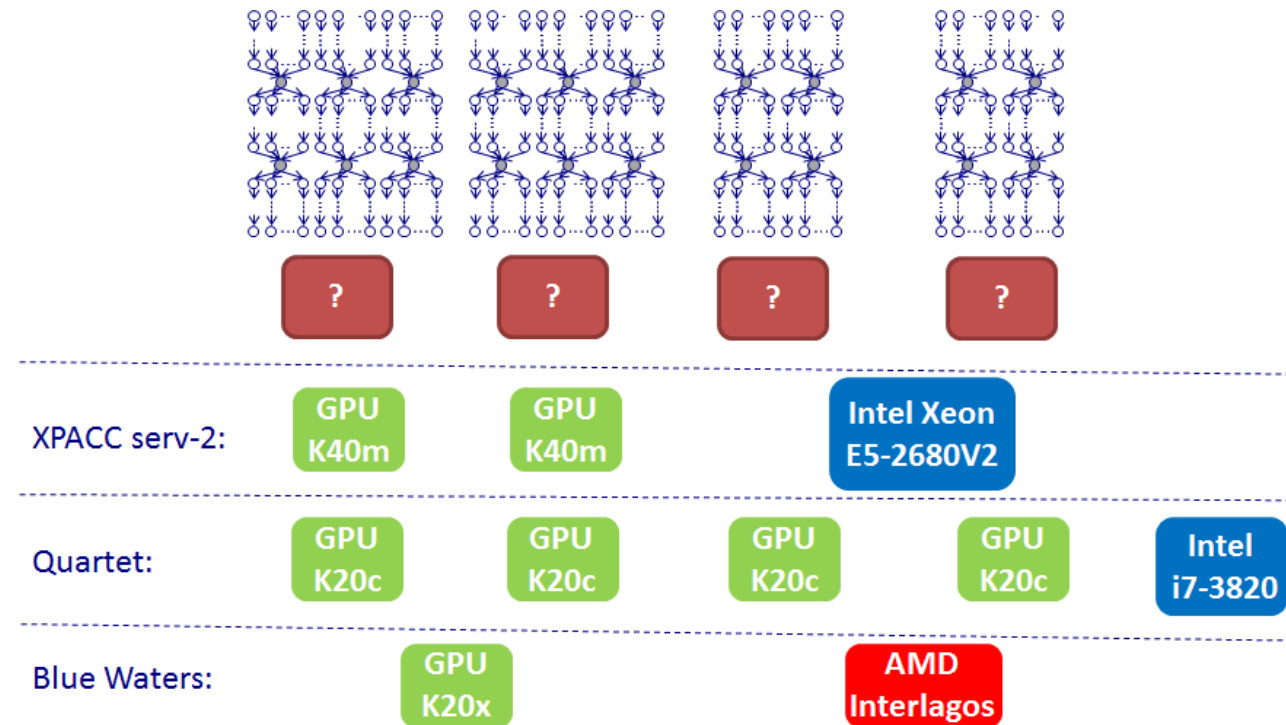 ?
?
?
?
XPACC serv-2:
GPU
K40m
GPU
K40m
Intel Xeon
E5-2680V2
Quartet:
GPU
K20c
GPU
K20c
GPU
K20c
GPU
K20c
Intel
i7-3820
Blue Waters:
GPU
K20x
AMD
Interlagos